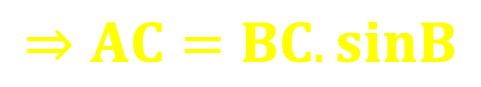 ⇒ AC = BC. sinB